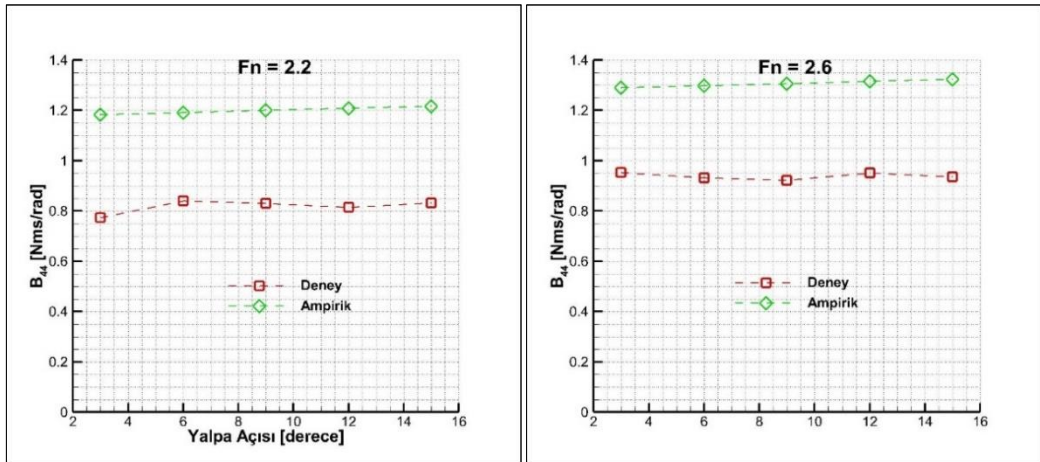 Fn = 2.2
1.4
1.2
1
0.8
0.6
0.4
0.2
0
B44 [Nms/rad]
Deney
Ampirik
2 4 6 8 10 12 14 16
Yalpa Açısı [derece]
Fn = 2.6
1.4
1.2
1
0.8
0.6
0.4
0.2
0
B44 [Nms/rad]
Deney
Ampirik
2 4 6 8 10 12 14 16